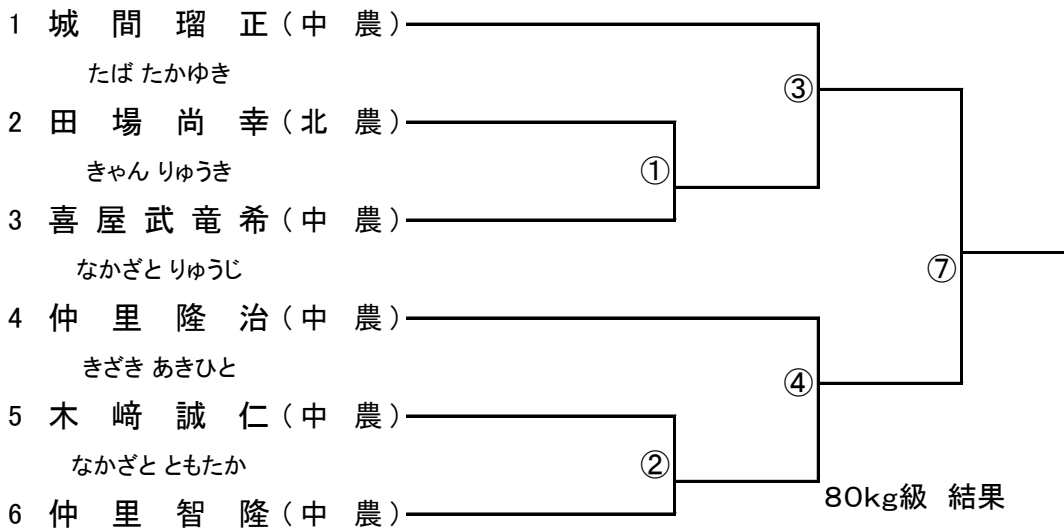 1 城間瑠正(中農)
たば たかゆき
③
2 田場尚幸(北農)
きゃん りゅうき
①
3 喜屋武竜希(中農)
なかざと りゅうじ
⑦
4 仲里隆治(中農)
きざき あきひと
④
5 木﨑誠仁(中農)
なかざと ともたか
②
80kg級 結果
6 仲里智隆(中農)